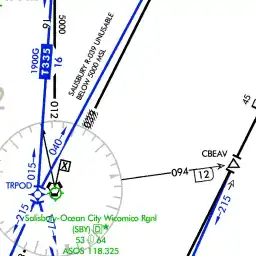 5000
16
1900G
T335
16
012
SALISBURY R-039 UNUSABLE
BELOW 5000 MSL
040
015
45
CBEAV
094
12
TRPOD
215
215
Salisbury-Ocean City Wicomico Rgnl
(SBY)
53 64
ASOS 118.325